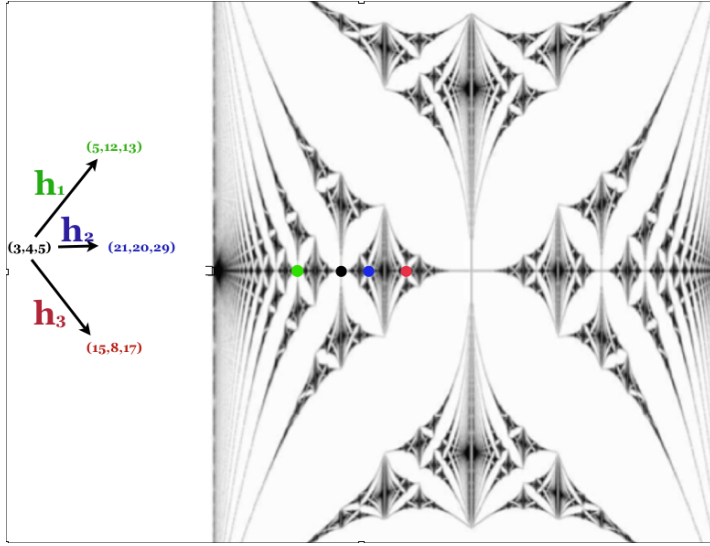 (5,12,13)
h₁
(3,4,5)
h₂
(21,20,29)
h₃
(15,8,17)